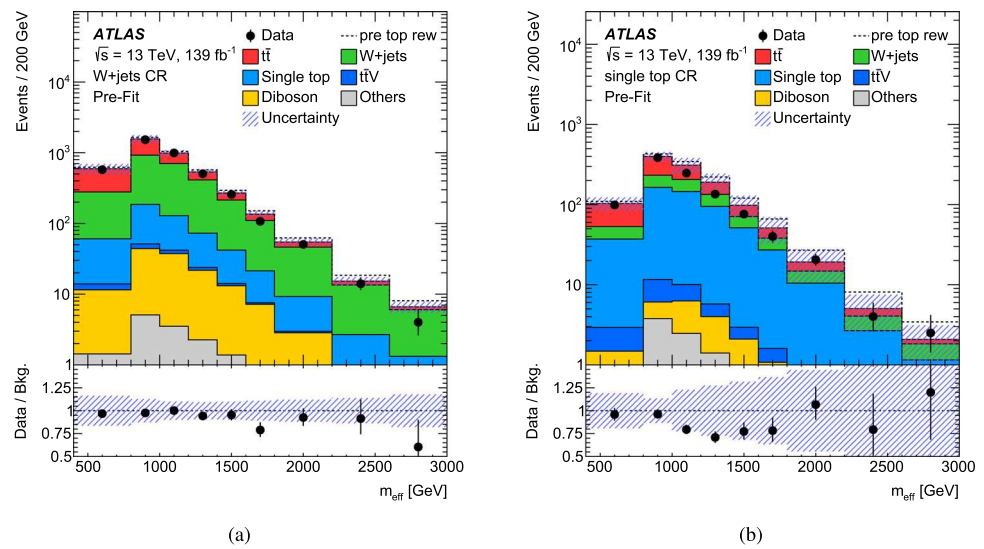 Events / 200 GeV
10⁴
10³
10²
10
1
ATLAS
√s = 13 TeV, 139 fb⁻¹
W+jets CR
Pre-Fit
Data
pre top rew
tt̄
W+jets
Single top
tt̄V
Diboson
Others
Uncertainty
Data / Bkg.
1.25
1
0.75
0.5
500 1000 1500 2000 2500 3000
m_eff [GeV]
(a)
Events / 200 GeV
10⁴
10³
10²
10
1
ATLAS
√s = 13 TeV, 139 fb⁻¹
single top CR
Pre-Fit
Data
pre top rew
tt̄
W+jets
Single top
tt̄V
Diboson
Others
Uncertainty
Data / Bkg.
1.25
1
0.75
0.5
500 1000 1500 2000 2500 3000
m_eff [GeV]
(b)